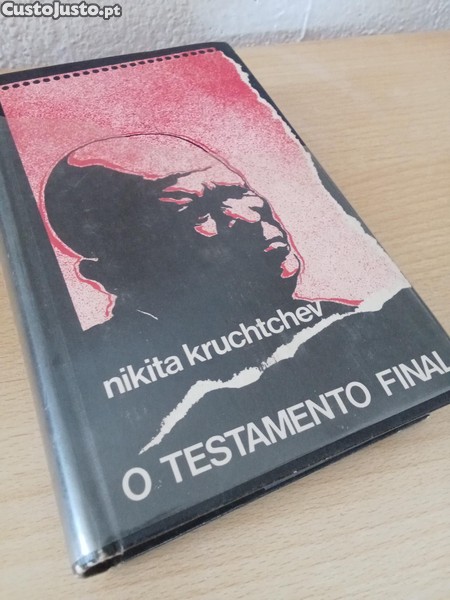 CustoJusto.pt
nikita kruchtchev
O TESTAMENTO FINAL